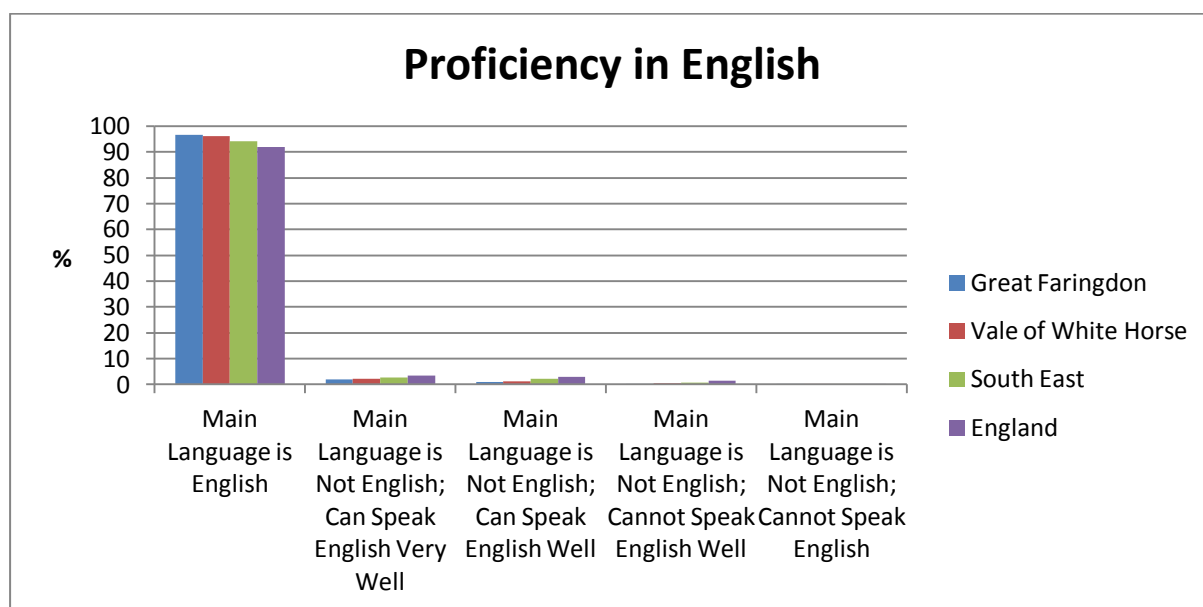 Proficiency in English
100
90
80
70
60
50
40
30
20
10
0
%
Main
Language is
English
Main
Language is
Not English;
Can Speak
English Very
Well
Main
Language is
Not English;
Can Speak
English Well
Main
Language is
Not English;
Cannot Speak
English Well
Main
Language is
Not English;
Cannot Speak
English
Great Faringdon
Vale of White Horse
South East
England